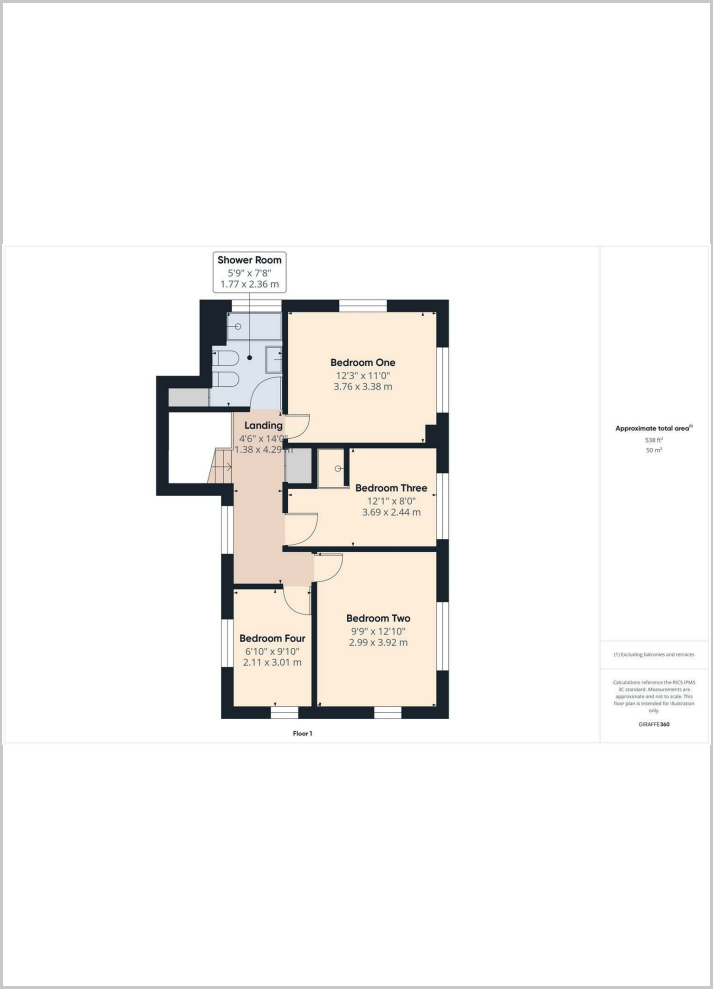 Shower Room
5'9" x 7'8"
1.77 x 2.36 m
Bedroom One
12'3" x 11'0"
3.76 x 3.38 m
Landing
4'6" x 14'0"
1.38 x 4.29 m
Bedroom Three
12'1" x 8'0"
3.69 x 2.44 m
Bedroom Two
9'9" x 12'10"
2.99 x 3.92 m
Bedroom Four
6'10" x 9'10"
2.11 x 3.01 m
Floor 1
Approximate total area⁽¹⁾
538 ft²
50 m²
(1) Excluding balconies and terraces
Calculations reference the RICS IPMS
3C standard. Measurements are
approximate and not to scale. This
floor plan is intended for illustration
only.
GIRAFFE360